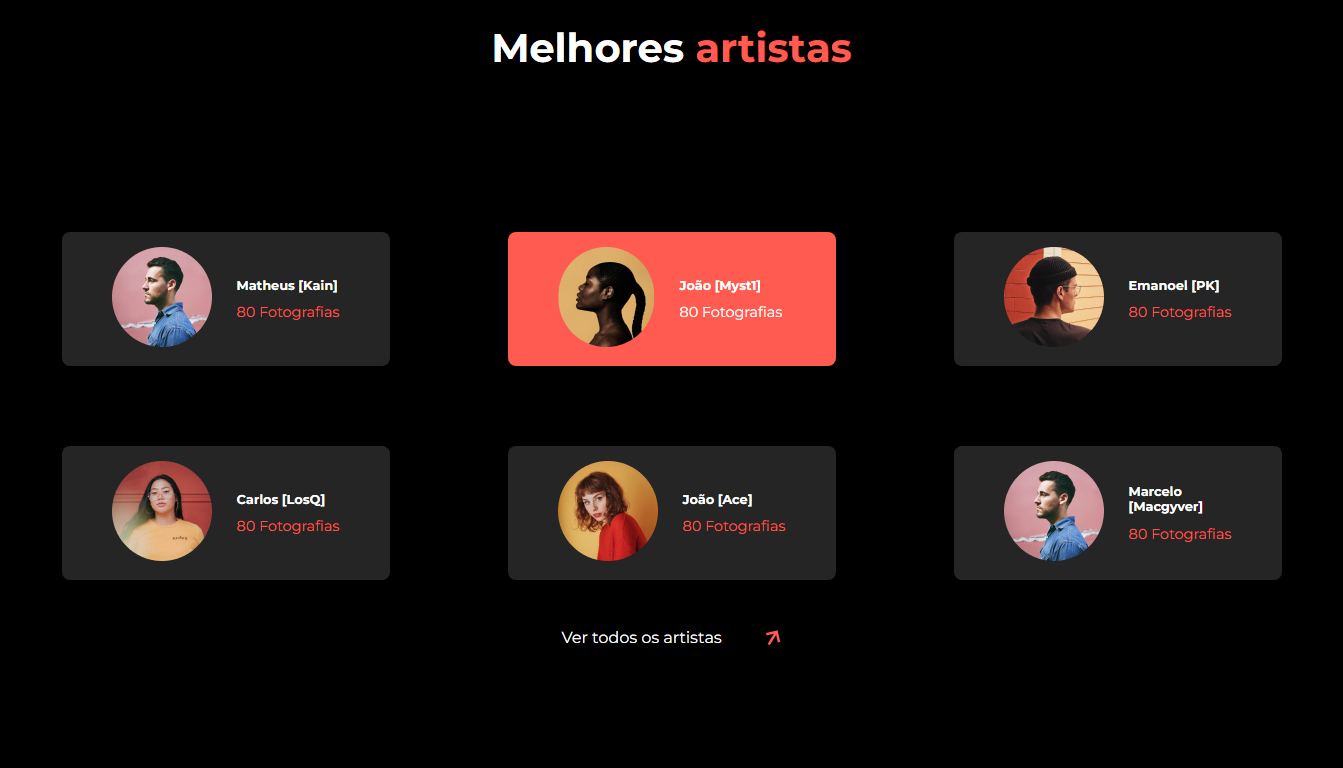 Melhores artistas
Matheus [Kain]
80 Fotografias
João [Myst1]
80 Fotografias
Emanoel [PK]
80 Fotografias
Carlos [LosQ]
80 Fotografias
João [Ace]
80 Fotografias
Marcelo
[Macgyver]
80 Fotografias
Ver todos os artistas